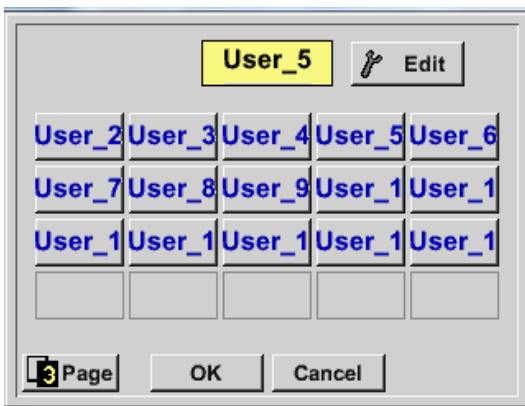 User_5 Edit
User_2 User_3 User_4 User_5 User_6
User_7 User_8 User_9 User_1 User_1
User_1 User_1 User_1 User_1 User_1
3 Page OK Cancel